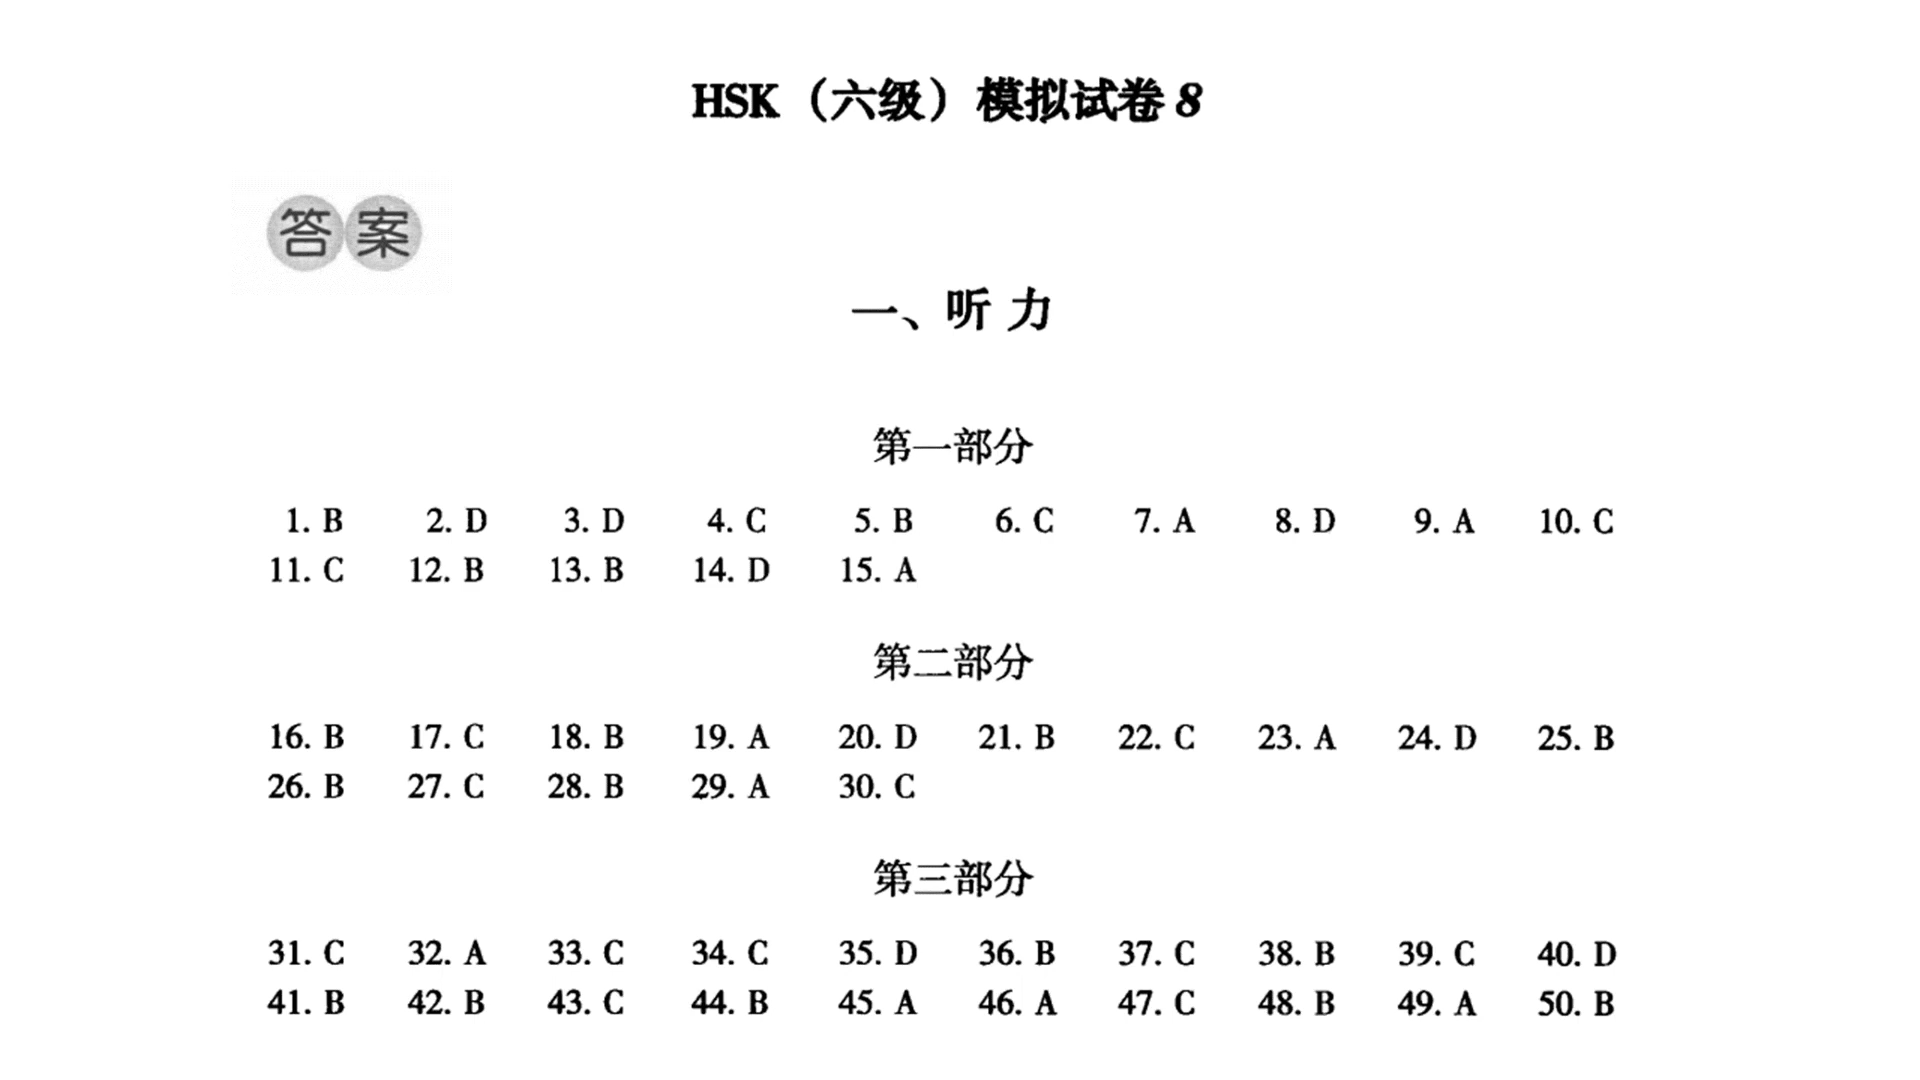 HSK（六级）模拟试卷8
答案
一、听 力
第一部分
1. B 2. D 3. D 4. C 5. B 6. C 7. A 8. D 9. A 10. C
11. C 12. B 13. B 14. D 15. A
第二部分
16. B 17. C 18. B 19. A 20. D 21. B 22. C 23. A 24. D 25. B
26. B 27. C 28. B 29. A 30. C
第三部分
31. C 32. A 33. C 34. C 35. D 36. B 37. C 38. B 39. C 40. D
41. B 42. B 43. C 44. B 45. A 46. A 47. C 48. B 49. A 50. B